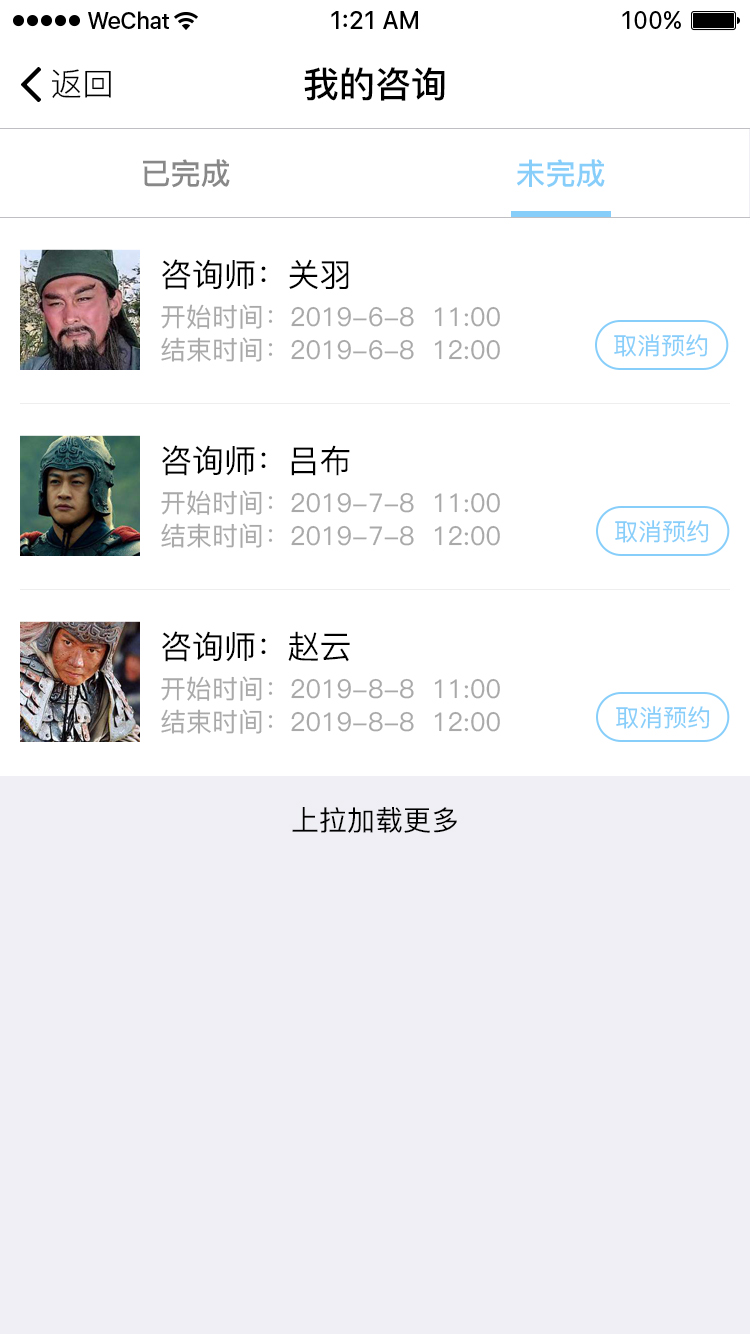 WeChat 1:21 AM 100%
返回 我的咨询
已完成 未完成
咨询师：关羽
开始时间：2019-6-8 11:00
结束时间：2019-6-8 12:00
取消预约
咨询师：吕布
开始时间：2019-7-8 11:00
结束时间：2019-7-8 12:00
取消预约
咨询师：赵云
开始时间：2019-8-8 11:00
结束时间：2019-8-8 12:00
取消预约
上拉加载更多